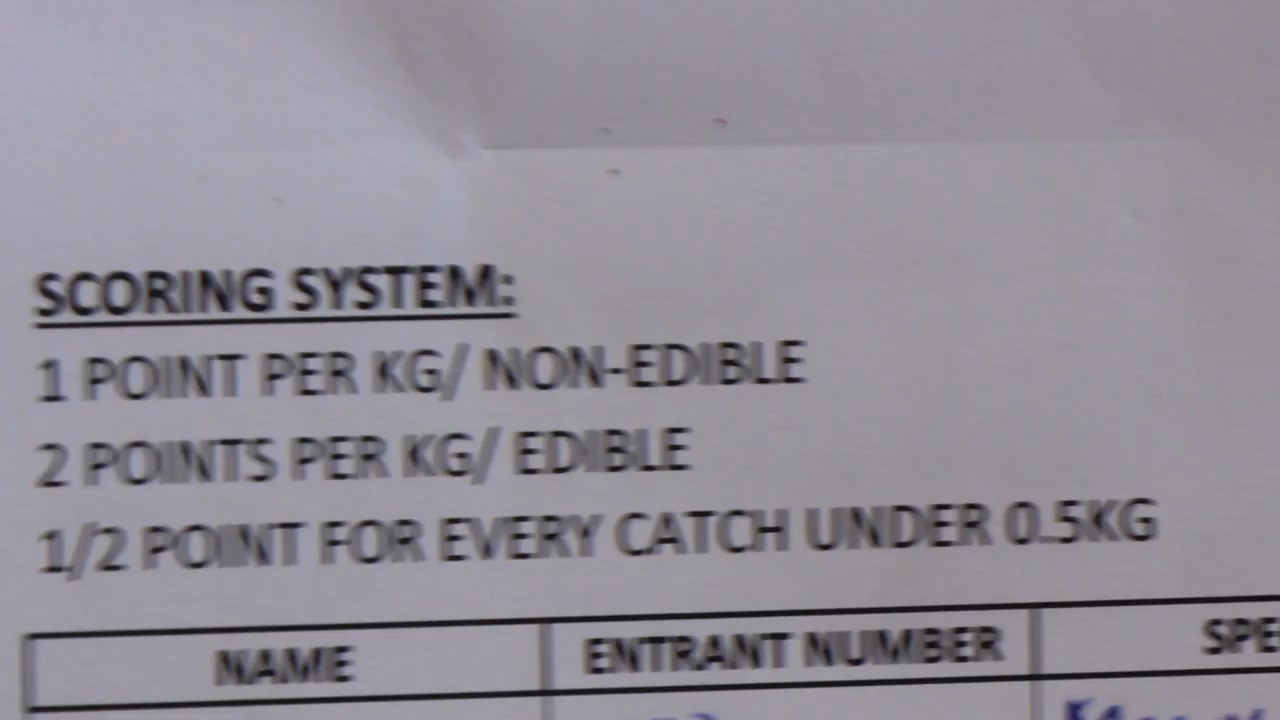 SCORING SYSTEM:
1 POINT PER KG/ NON-EDIBLE
2 POINTS PER KG/ EDIBLE
1/2 POINT FOR EVERY CATCH UNDER 0.5KG
NAME ENTRANT NUMBER SPE